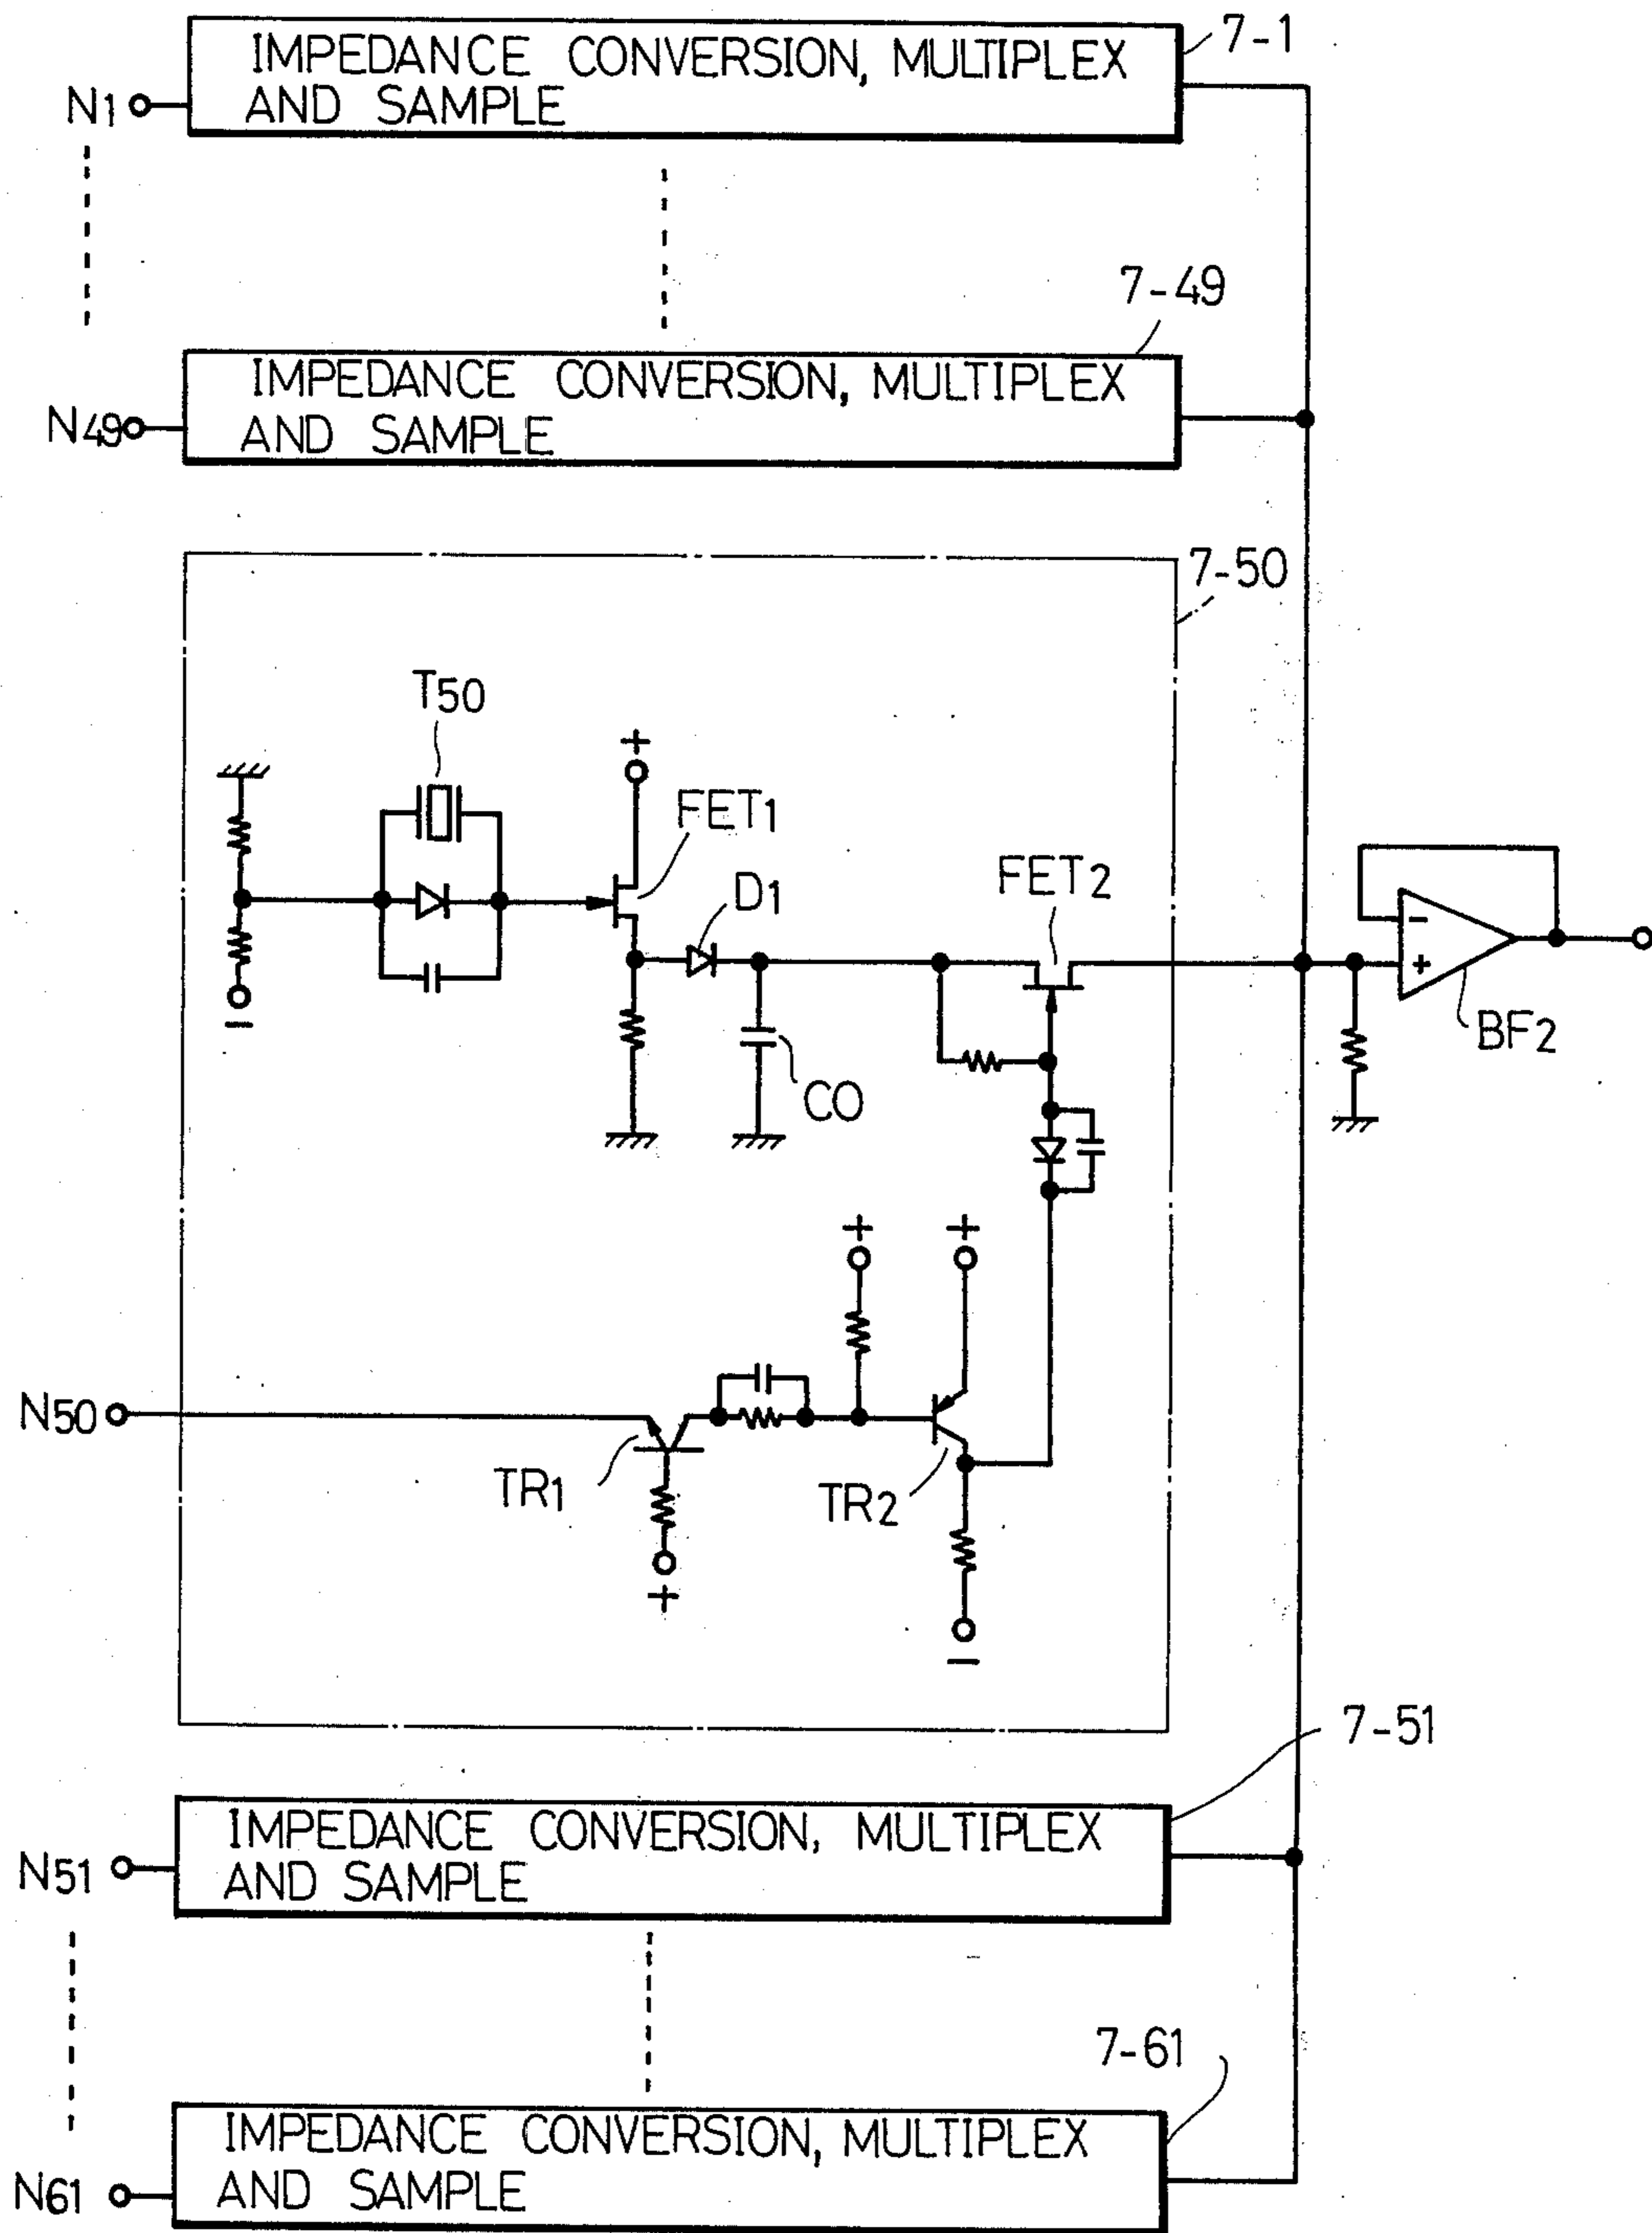 7-1
IMPEDANCE CONVERSION, MULTIPLEX
AND SAMPLE
N1
7-49
IMPEDANCE CONVERSION, MULTIPLEX
AND SAMPLE
N49
7-50
T50
+
FET1
D1
FET2
-
+
BF2
-
CO
+
+
N50
TR1
TR2
+
-
7-51
IMPEDANCE CONVERSION, MULTIPLEX
AND SAMPLE
N51
7-61
IMPEDANCE CONVERSION, MULTIPLEX
AND SAMPLE
N61